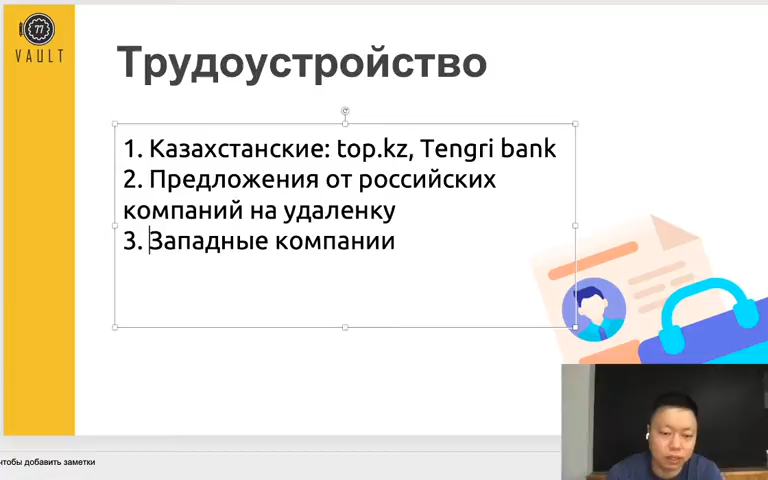 77
VAULT
Трудоустройство
1. Казахстанские: top.kz, Tengri bank
2. Предложения от российских
компаний на удаленку
3. Западные компании
чтобы добавить заметки